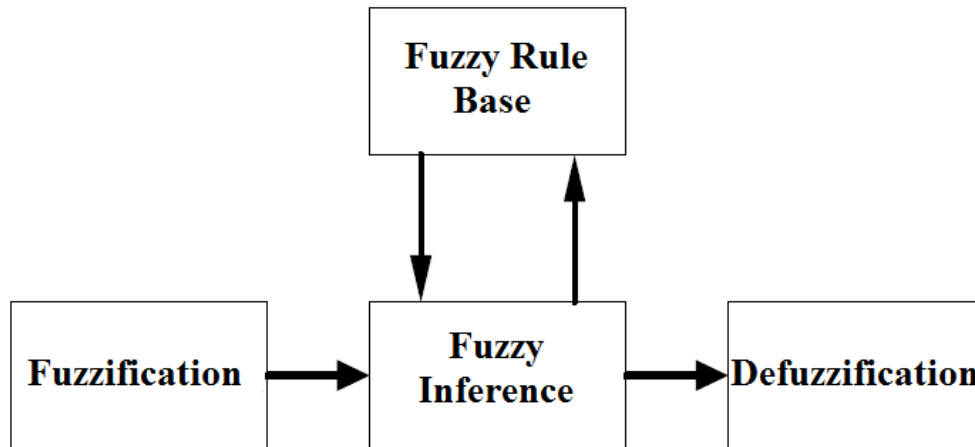 Fuzzy Rule
Base
Fuzzification
Fuzzy
Inference
Defuzzification